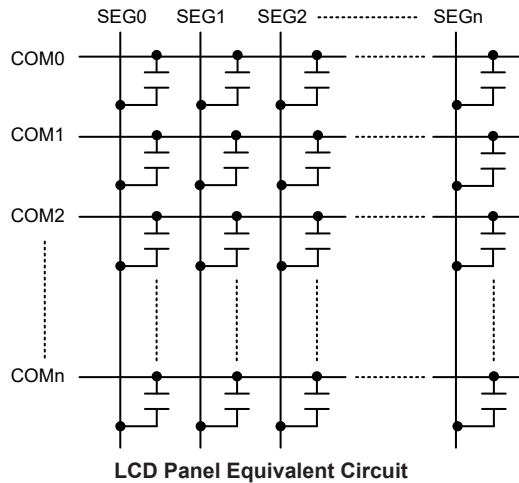 SEG0 SEG1 SEG2 SEGn
COM0
COM1
COM2
COMn
LCD Panel Equivalent Circuit